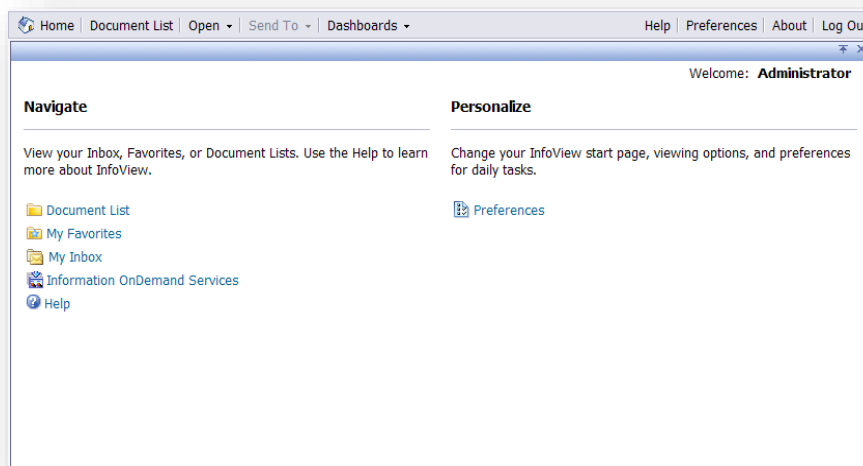 Home Document List Open Send To Dashboards Help Preferences About Log Ou
Welcome: Administrator
Navigate
View your Inbox, Favorites, or Document Lists. Use the Help to learn
more about InfoView.
Document List
My Favorites
My Inbox
Information OnDemand Services
Help
Personalize
Change your InfoView start page, viewing options, and preferences
for daily tasks.
Preferences